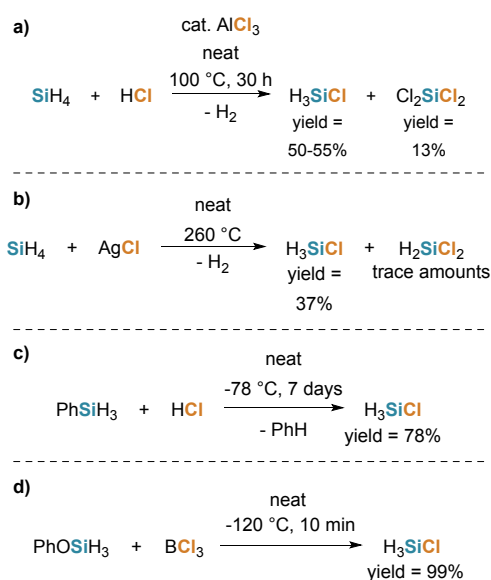 a)
cat. AlCl₃
neat
100 °C, 30 h
SiH₄ + HCl - H₂ H₃SiCl + Cl₂SiCl₂
yield = yield =
50-55% 13%
b)
neat
260 °C
SiH₄ + AgCl - H₂ H₃SiCl + H₂SiCl₂
yield = trace amounts
37%
c)
neat
-78 °C, 7 days
PhSiH₃ + HCl - PhH H₃SiCl
yield = 78%
d)
neat
-120 °C, 10 min
PhOSiH₃ + BCl₃ H₃SiCl
yield = 99%